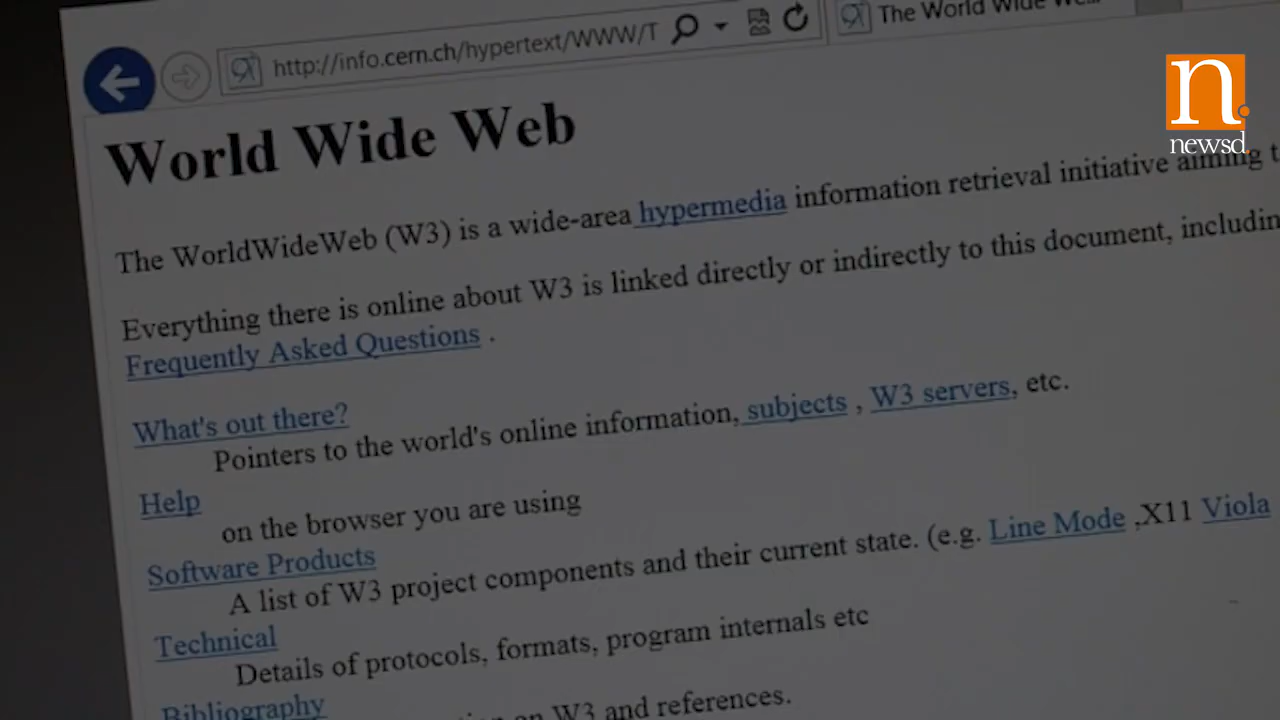 http://info.cern.ch/hypertext/WWW/T
The World Wide We...
n.
newsd.
World Wide Web
The WorldWideWeb (W3) is a wide-area hypermedia information retrieval initiative aiming t
Everything there is online about W3 is linked directly or indirectly to this document, includin
Frequently Asked Questions .
What's out there?
Pointers to the world's online information, subjects , W3 servers, etc.
Help
on the browser you are using
Software Products
A list of W3 project components and their current state. (e.g. Line Mode ,X11 Viola
Technical
Details of protocols, formats, program internals etc
Bibliography
on W3 and references.